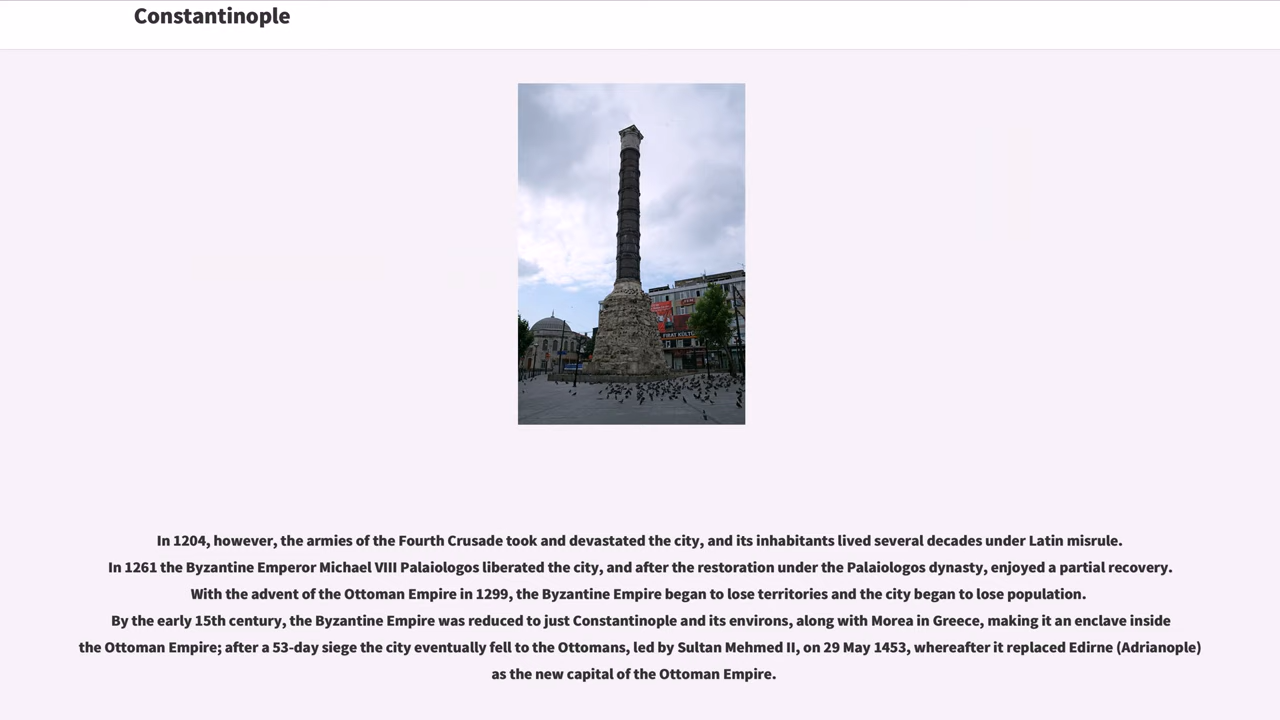 Constantinople
FIRAT KÜLTÜ
In 1204, however, the armies of the Fourth Crusade took and devastated the city, and its inhabitants lived several decades under Latin misrule.
In 1261 the Byzantine Emperor Michael VIII Palaiologos liberated the city, and after the restoration under the Palaiologos dynasty, enjoyed a partial recovery.
With the advent of the Ottoman Empire in 1299, the Byzantine Empire began to lose territories and the city began to lose population.
By the early 15th century, the Byzantine Empire was reduced to just Constantinople and its environs, along with Morea in Greece, making it an enclave inside
the Ottoman Empire; after a 53-day siege the city eventually fell to the Ottomans, led by Sultan Mehmed II, on 29 May 1453, whereafter it replaced Edirne (Adrianople)
as the new capital of the Ottoman Empire.